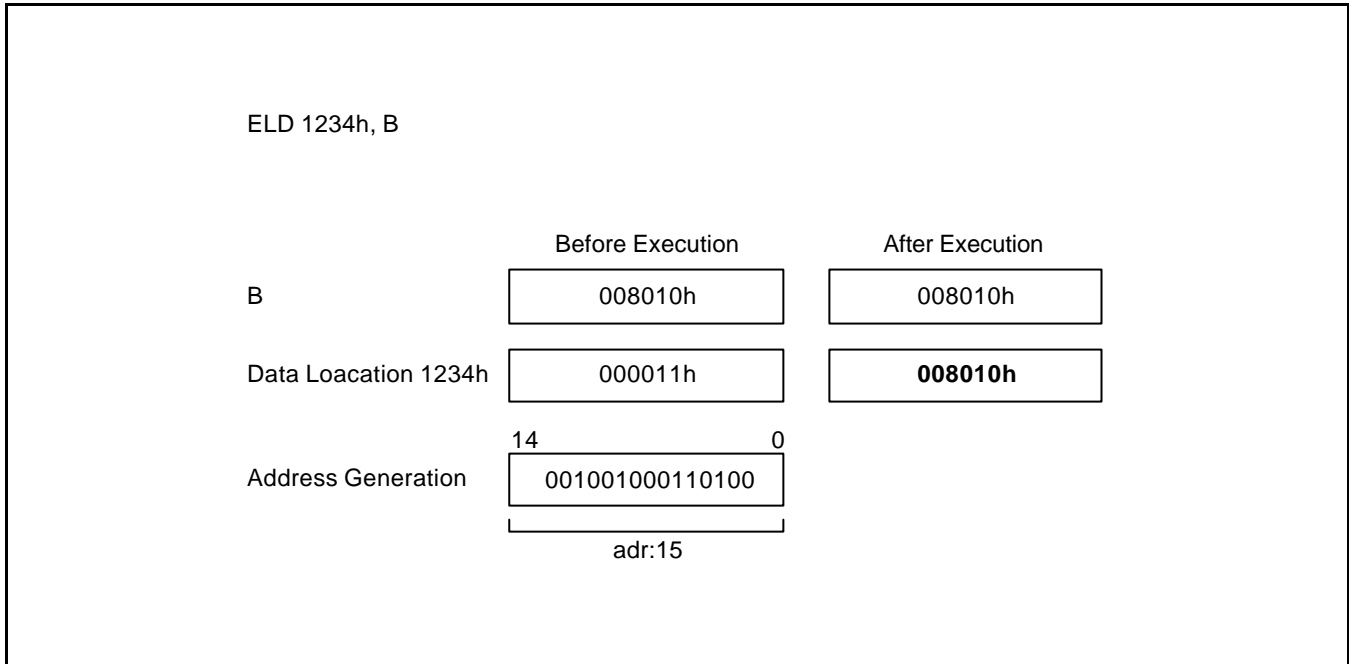 ELD 1234h, B
Before Execution After Execution
B 008010h 008010h
Data Loacation 1234h 000011h 008010h
14 0
Address Generation 001001000110100
adr:15